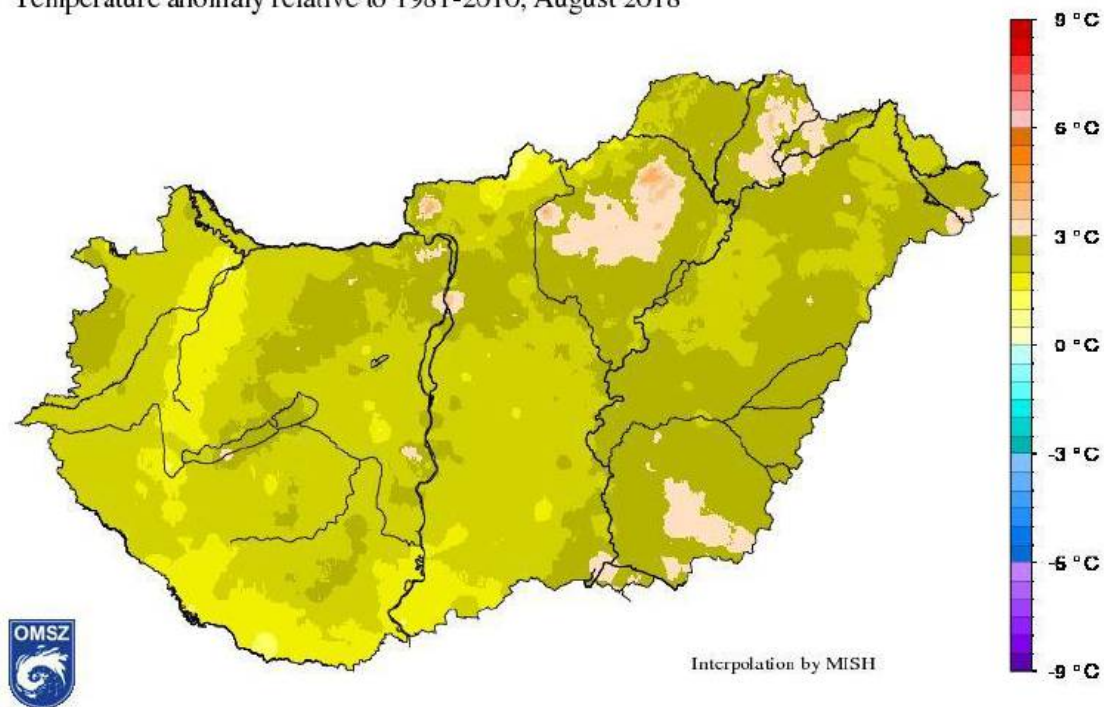 Temperature anomaly relative to 1981-2010, August 2018
9 °C
6 °C
3 °C
0 °C
-3 °C
-6 °C
-9 °C
OMSZ
Interpolation by MISH